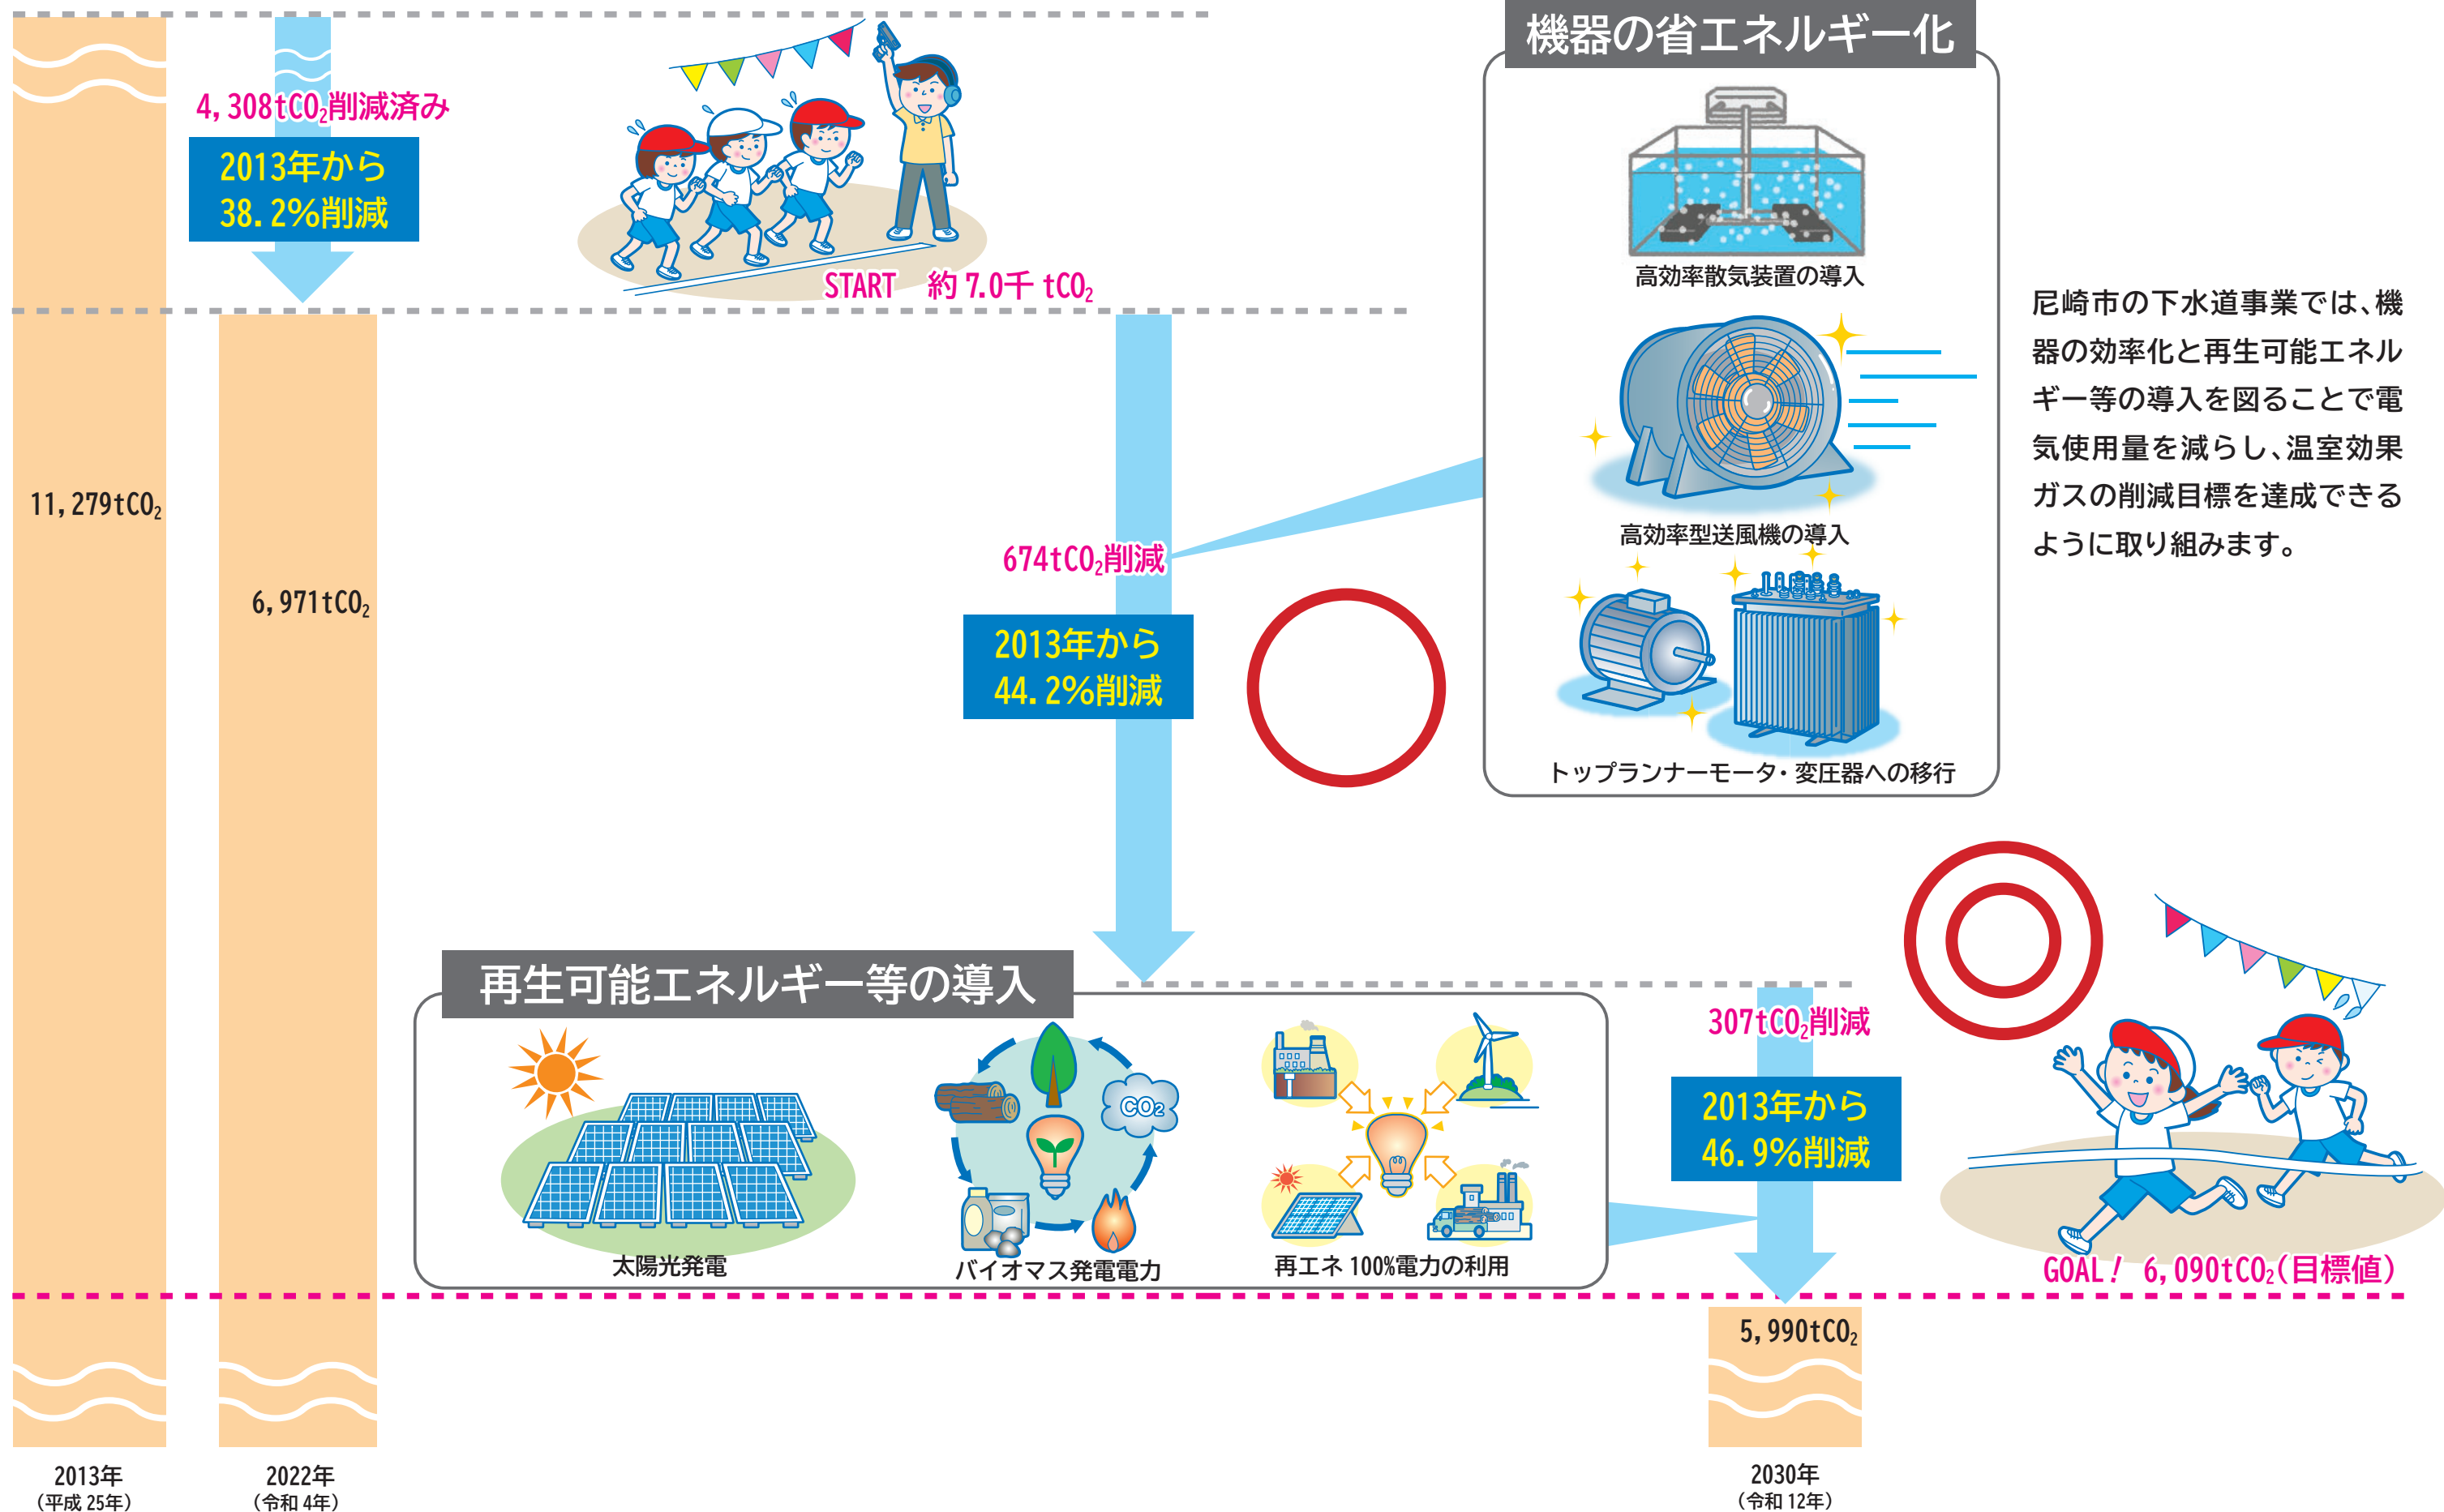 4,308tCO₂削減済み
2013年から
38.2%削減
START 約7.0千tCO₂
11,279tCO₂
6,971tCO₂
機器の省エネルギー化
高効率散気装置の導入
高効率型送風機の導入
トップランナーモータ・変圧器への移行
尼崎市の下水道事業では、機
器の効率化と再生可能エネル
ギー等の導入を図ることで電
気使用量を減らし、温室効果
ガスの削減目標を達成できる
ように取り組みます。
674tCO₂削減
2013年から
44.2%削減
再生可能エネルギー等の導入
CO₂
太陽光発電
バイオマス発電電力
再エネ100%電力の利用
307tCO₂削減
2013年から
46.9%削減
GOAL! 6,090tCO₂(目標値)
5,990tCO₂
2013年
(平成25年)
2022年
(令和4年)
2030年
(令和12年)